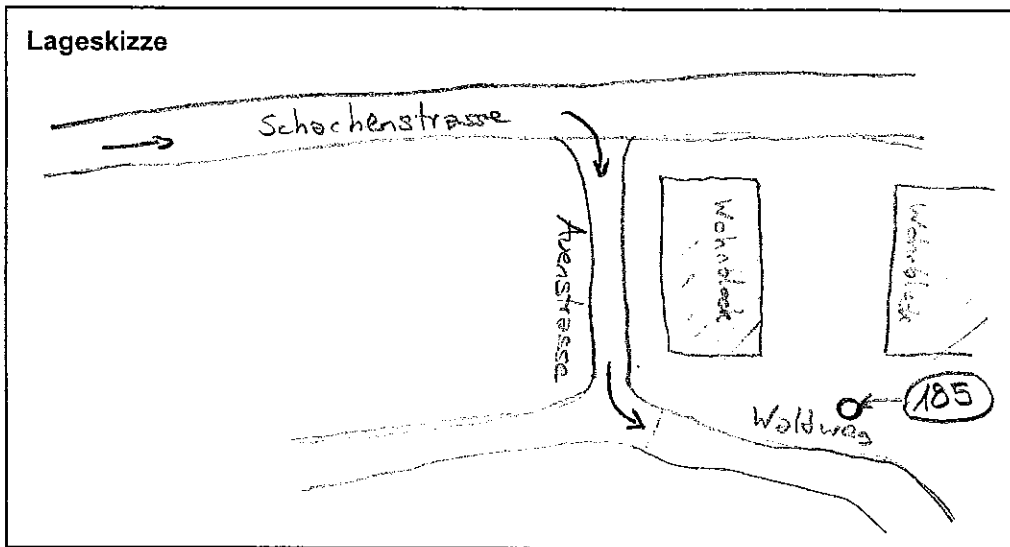 Lageskizze
Schachenstrasse
Auenstrasse
Wohnblock
Wohnblock
185
Waldweg